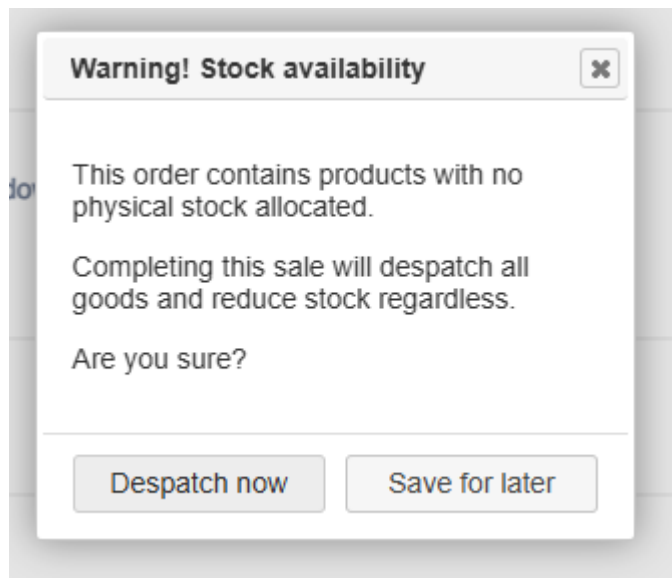 Warning! Stock availability
This order contains products with no
physical stock allocated.
Completing this sale will despatch all
goods and reduce stock regardless.
Are you sure?
Despatch now
Save for later